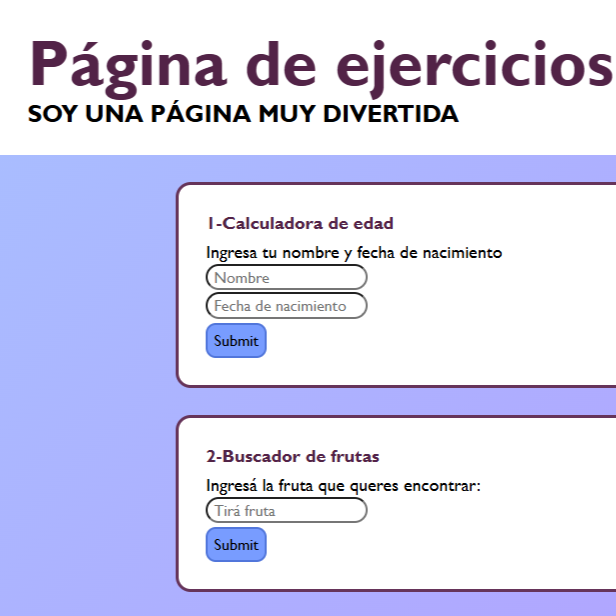 Página de ejercicios
SOY UNA PÁGINA MUY DIVERTIDA
1-Calculadora de edad
Ingresa tu nombre y fecha de nacimiento
Nombre
Fecha de nacimiento
Submit
2-Buscador de frutas
Ingresá la fruta que queres encontrar:
Tirá fruta
Submit